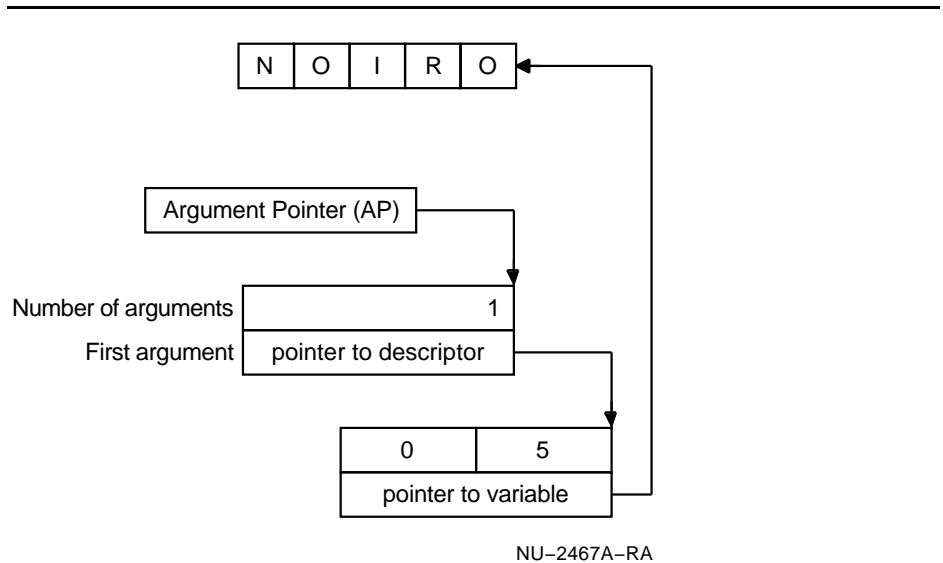 N O I R O
Argument Pointer (AP)
Number of arguments 1
First argument pointer to descriptor
0 5
pointer to variable
NU−2467A−RA